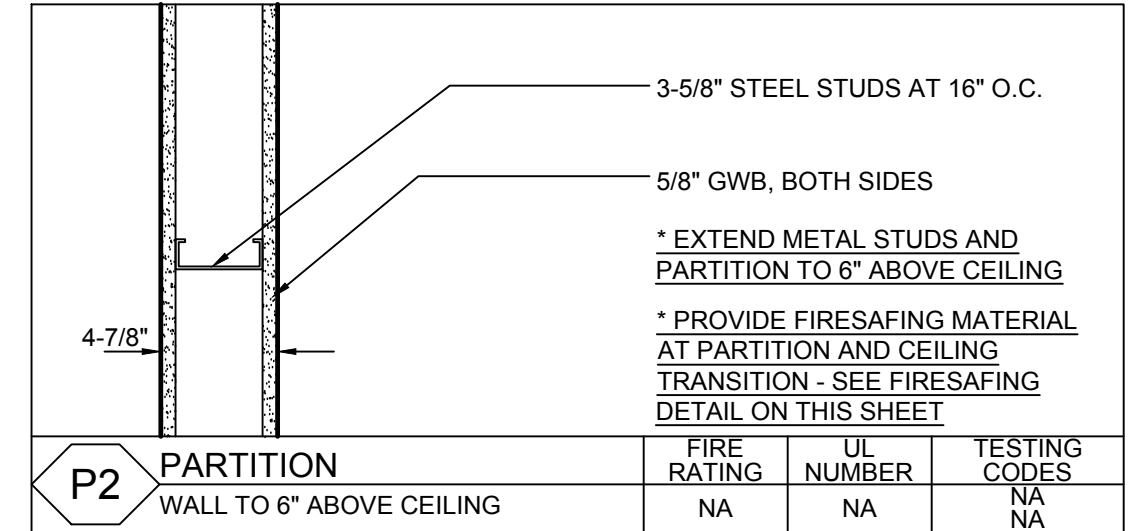 3-5/8" STEEL STUDS AT 16" O.C.
5/8" GWB, BOTH SIDES
* EXTEND METAL STUDS AND
PARTITION TO 6" ABOVE CEILING
* PROVIDE FIRESAFING MATERIAL
AT PARTITION AND CEILING
TRANSITION - SEE FIRESAFING
DETAIL ON THIS SHEET
4-7/8"
P2
PARTITION
WALL TO 6" ABOVE CEILING
FIRE
RATING
NA
UL
NUMBER
NA
TESTING
CODES
NA
NA